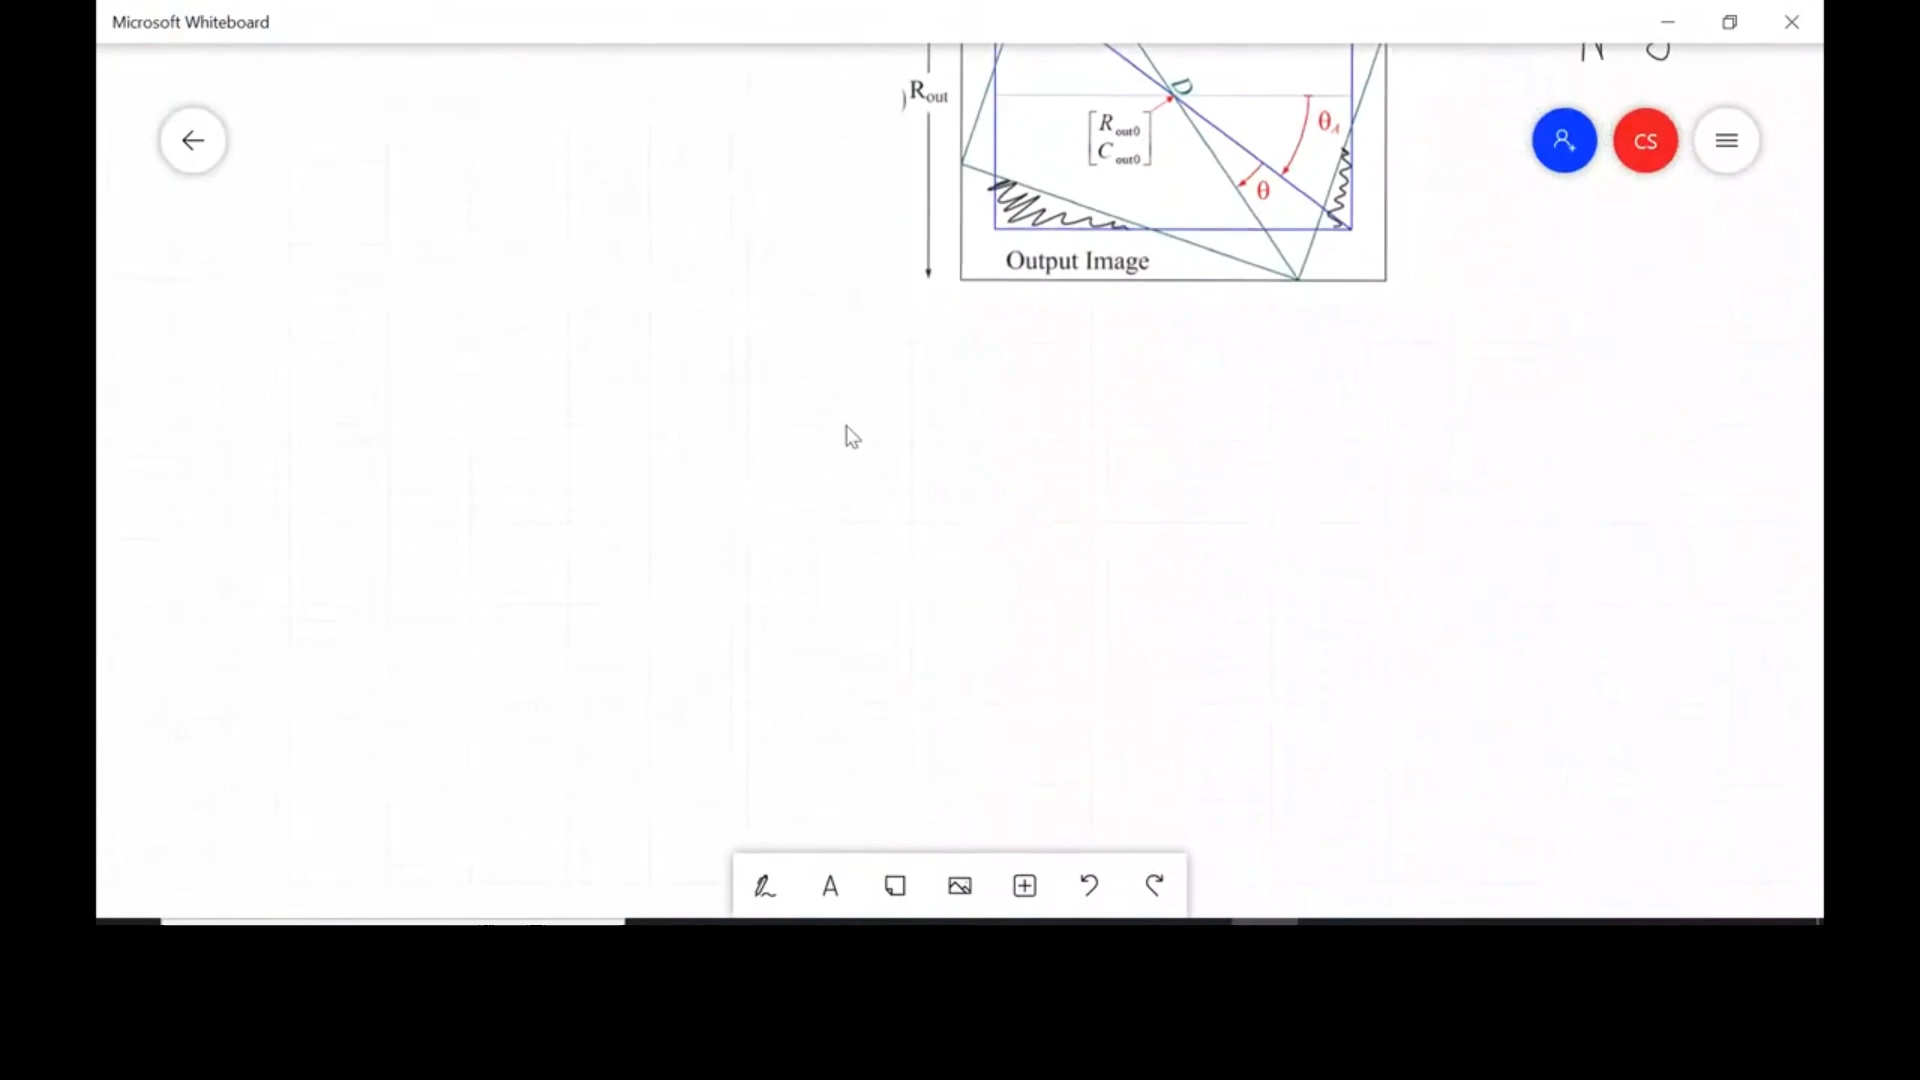 Microsoft Whiteboard
Rout
D
Rout0
Cout0
θA
θ
Output Image
CS
A